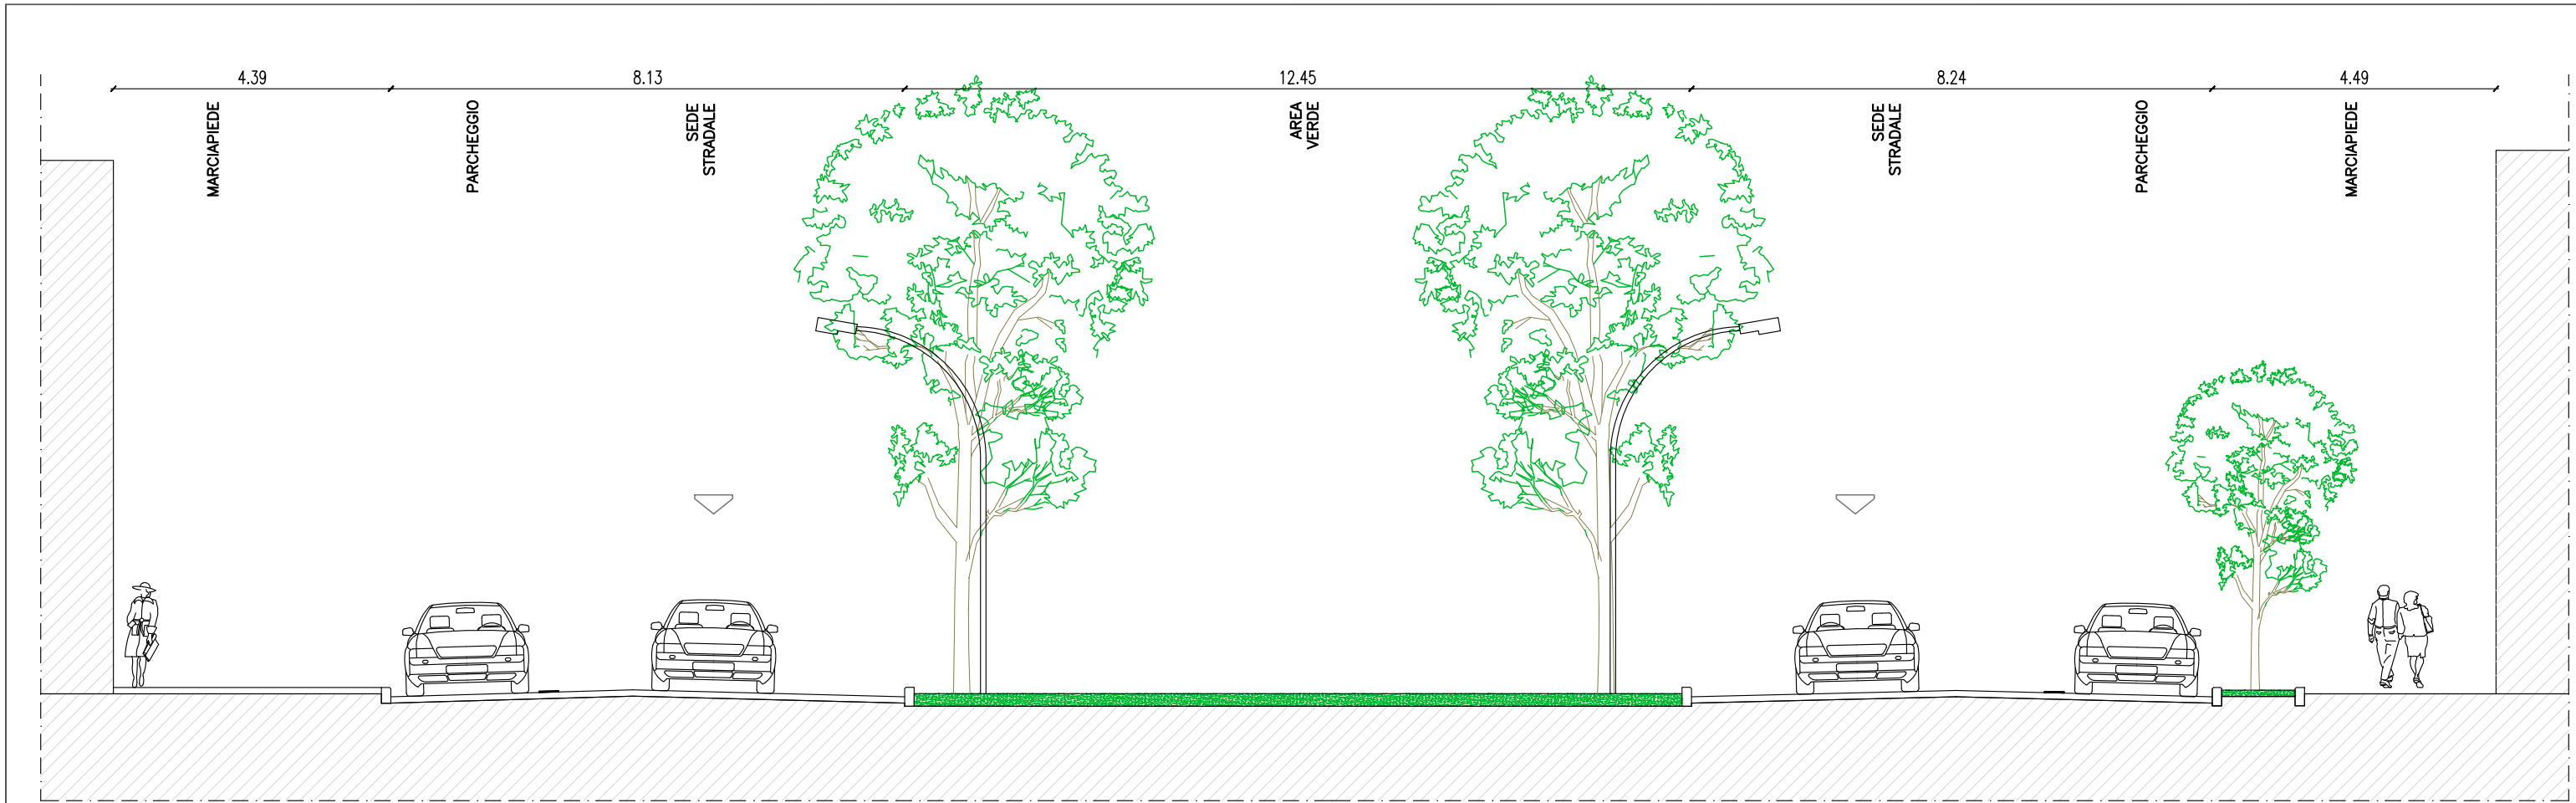 4.39
8.13
12.45
8.24
4.49
MARCIAPIEDE
PARCHEGGIO
SEDE
STRADALE
AREA
VERDE
SEDE
STRADALE
PARCHEGGIO
MARCIAPIEDE